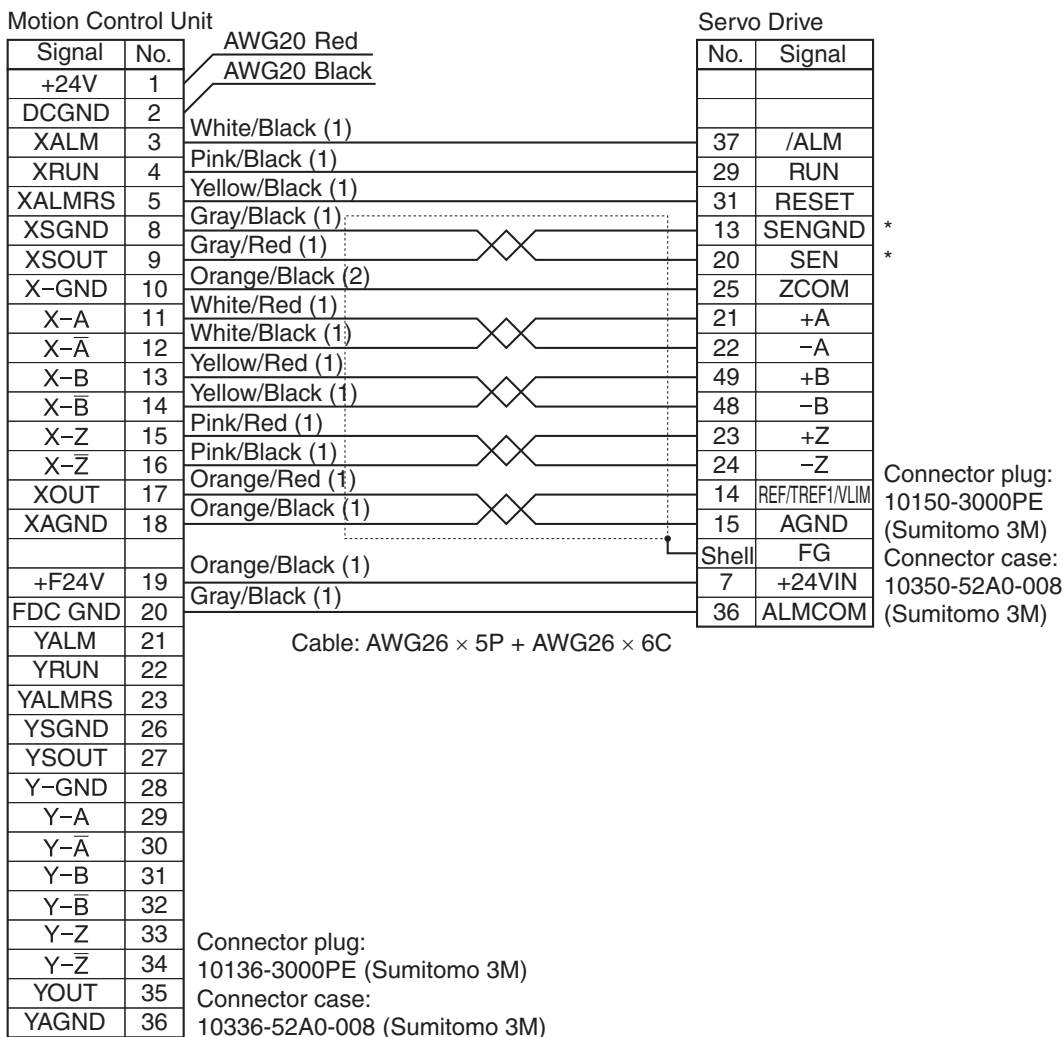 Motion Control Unit
Servo Drive
Signal No. AWG20 Red No. Signal
+24V 1 AWG20 Black
DCGND 2
XALM 3 White/Black (1) 37 /ALM
XRUN 4 Pink/Black (1) 29 RUN
XALMRS 5 Yellow/Black (1) 31 RESET
XSGND 8 Gray/Black (1) 13 SENGND *
XSOUT 9 Gray/Red (1) 20 SEN *
X−GND 10 Orange/Black (2) 25 ZCOM
X−A 11 White/Red (1) 21 +A
X−A̅ 12 White/Black (1) 22 −A
X−B 13 Yellow/Red (1) 49 +B
X−B̅ 14 Yellow/Black (1) 48 −B
X−Z 15 Pink/Red (1) 23 +Z
X−Z̅ 16 Pink/Black (1) 24 −Z
XOUT 17 Orange/Red (1) 14 REF/TREF1/VLIM
XAGND 18 Orange/Black (1) 15 AGND
Shell FG
+F24V 19 Orange/Black (1) 7 +24VIN
FDC GND 20 Gray/Black (1) 36 ALMCOM
Connector plug:
10150-3000PE
(Sumitomo 3M)
Connector case:
10350-52A0-008
(Sumitomo 3M)
Cable: AWG26 × 5P + AWG26 × 6C
YALM 21
YRUN 22
YALMRS 23
YSGND 26
YSOUT 27
Y−GND 28
Y−A 29
Y−A̅ 30
Y−B 31
Y−B̅ 32
Y−Z 33
Y−Z̅ 34
YOUT 35
YAGND 36
Connector plug:
10136-3000PE (Sumitomo 3M)
Connector case:
10336-52A0-008 (Sumitomo 3M)